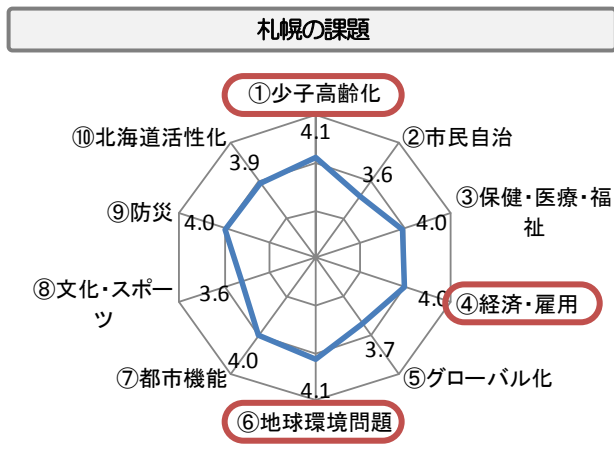 札幌の課題
①少子高齢化
4.1
⑩北海道活性化
3.9
②市民自治
3.6
③保健・医療・福
祉
4.0
⑨防災
4.0
④経済・雇用
4.0
⑧文化・スポー
ツ
3.6
⑤グローバル化
3.7
⑦都市機能
4.0
4.1
⑥地球環境問題